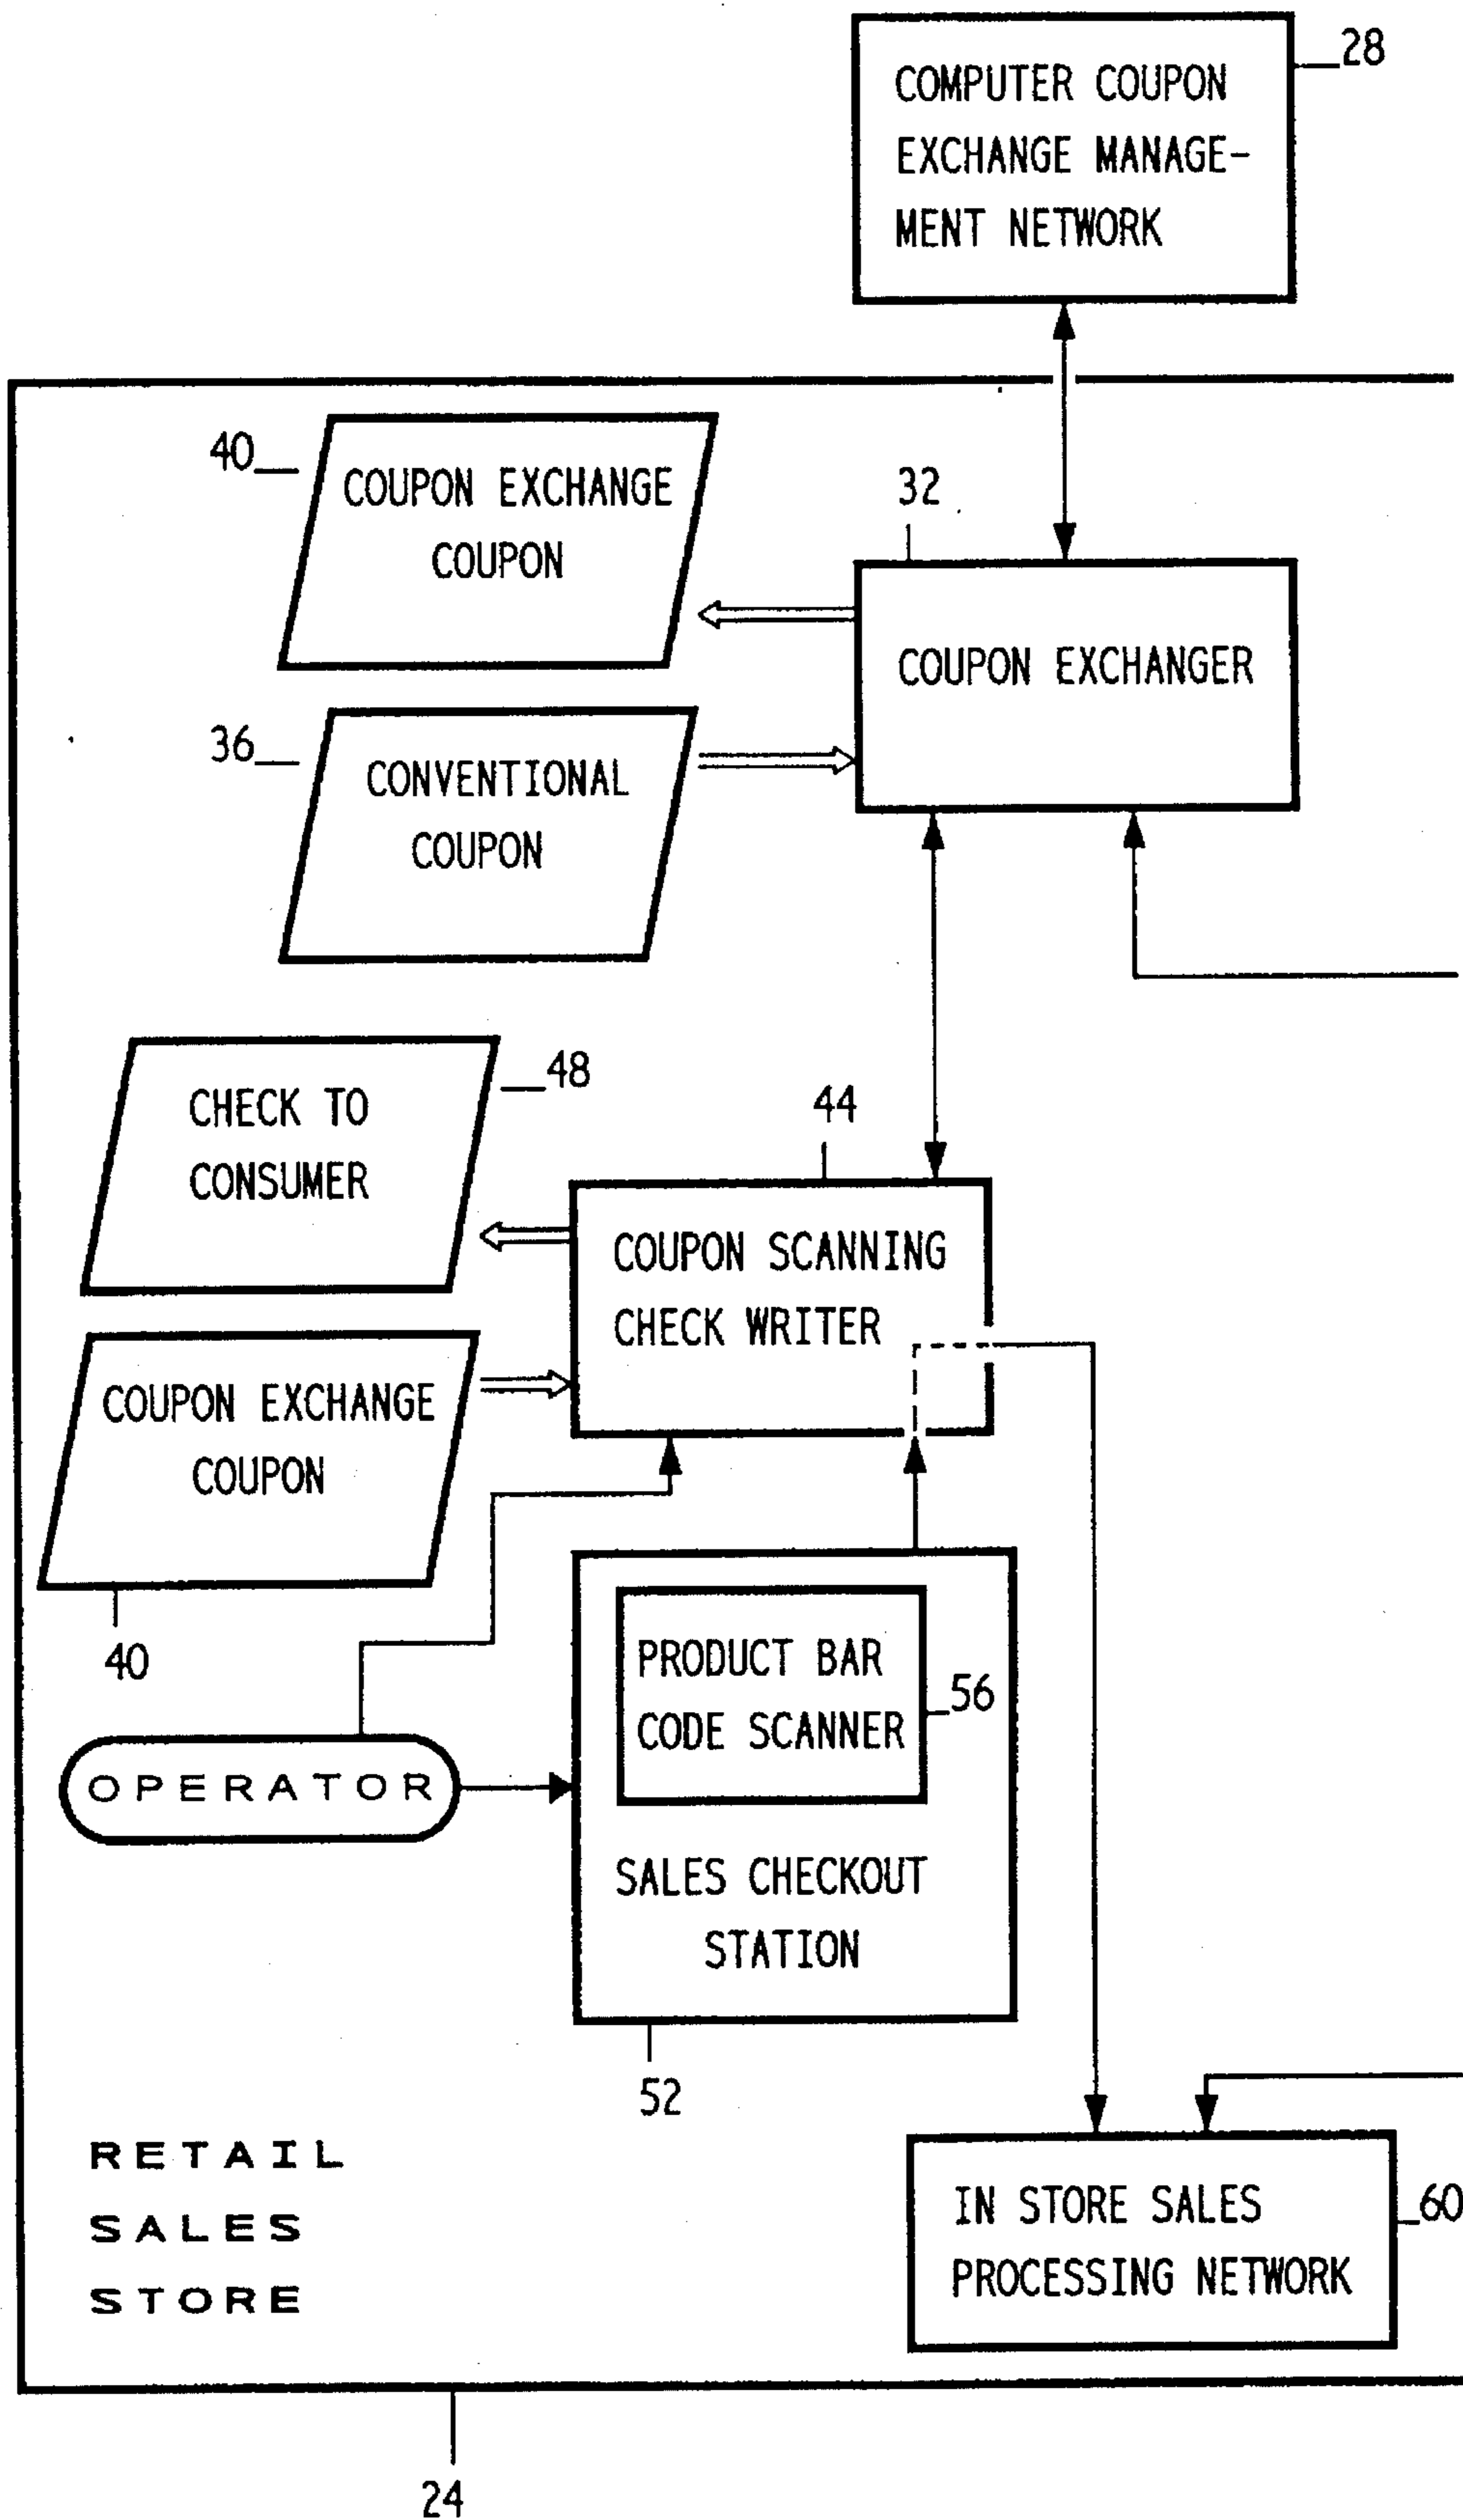 28
COMPUTER COUPON
EXCHANGE MANAGE-
MENT NETWORK
40
COUPON EXCHANGE
COUPON
32
COUPON EXCHANGER
36
CONVENTIONAL
COUPON
48
CHECK TO
CONSUMER
44
COUPON SCANNING
CHECK WRITER
COUPON EXCHANGE
COUPON
40
PRODUCT BAR
CODE SCANNER
56
OPERATOR
SALES CHECKOUT
STATION
52
RETAIL
SALES
STORE
IN STORE SALES
PROCESSING NETWORK
60
24